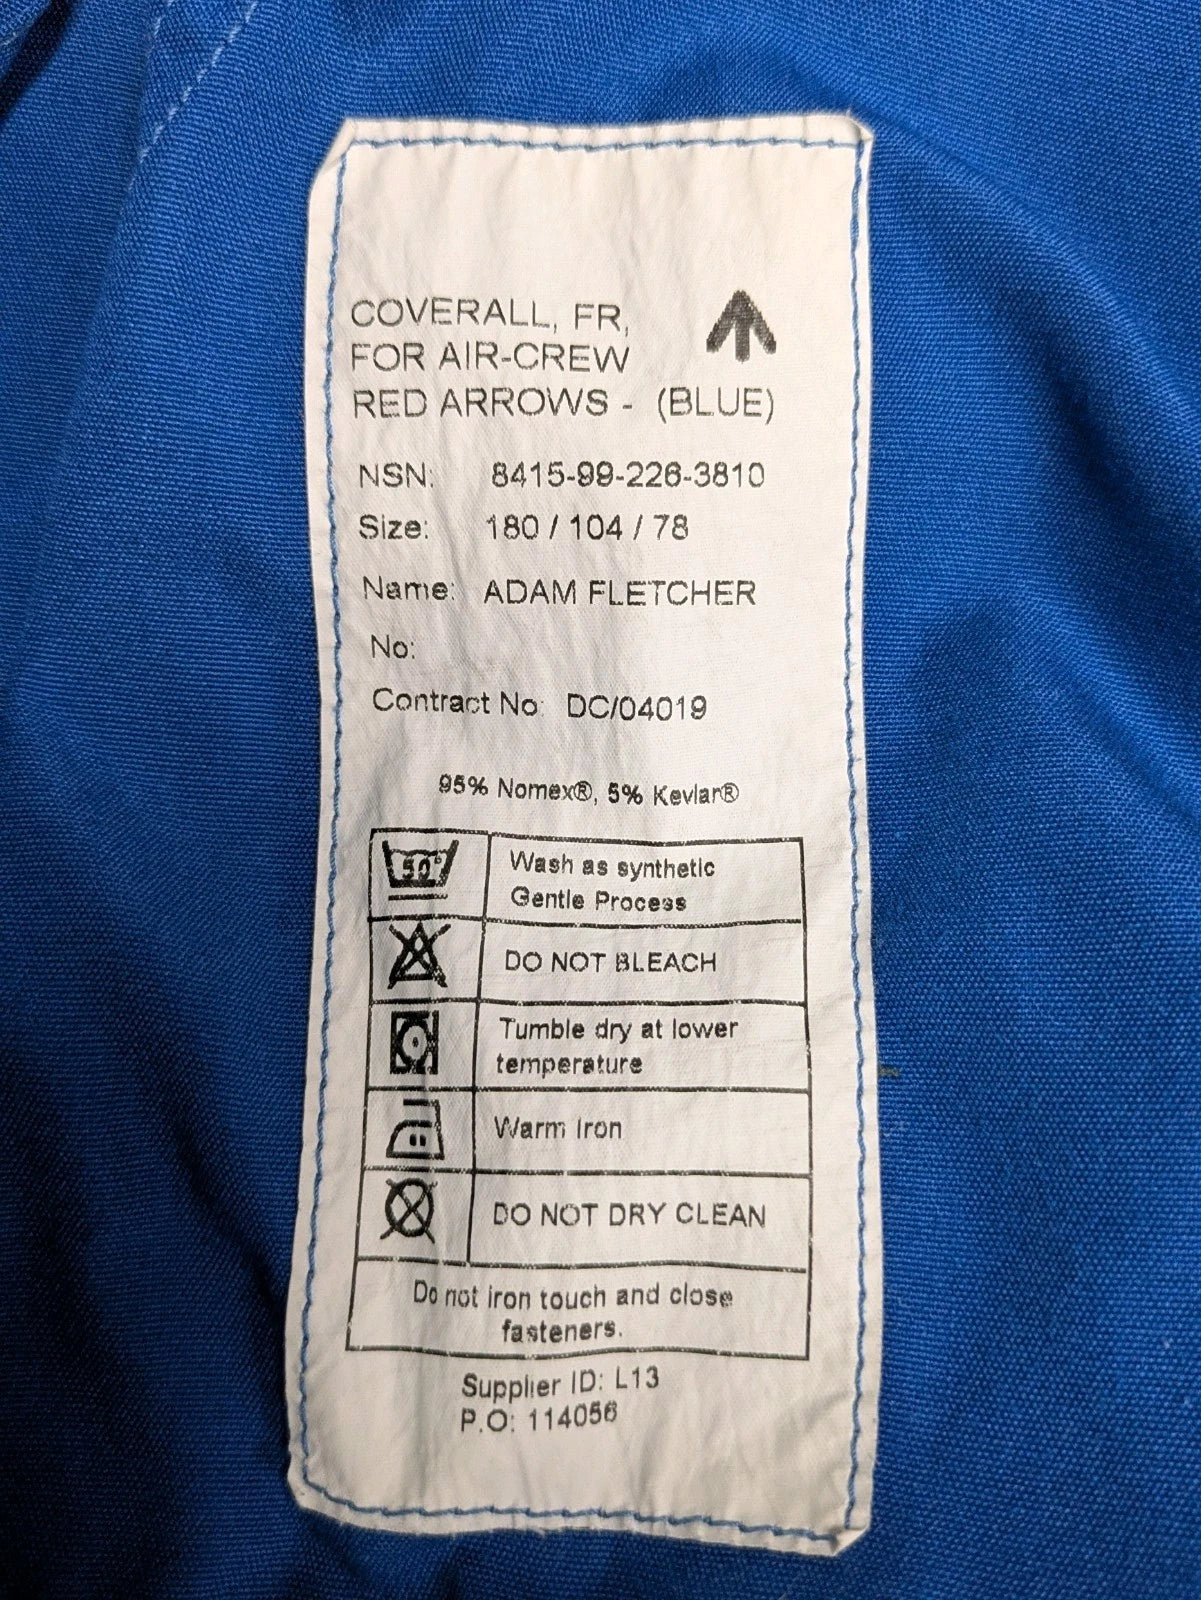 COVERALL, FR,
FOR AIR-CREW
RED ARROWS - (BLUE)
NSN: 8415-99-226-3810
Size: 180 / 104 / 78
Name: ADAM FLETCHER
No:
Contract No: DC/04019
95% Nomex®, 5% Kevlar®
50°
Wash as synthetic
Gentle Process
DO NOT BLEACH
Tumble dry at lower
temperature
Warm Iron
DO NOT DRY CLEAN
Do not iron touch and close
fasteners.
Supplier ID: L13
P.O: 114056